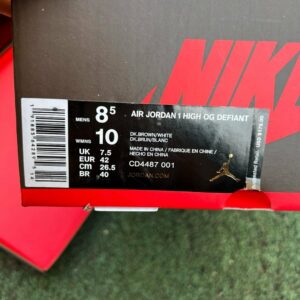 NIKE
MENS 8.5 AIR JORDAN 1 HIGH OG DEFIANT
WMNS 10 DK.BROWN/WHITE
DK.BRUN/BLANC
UK 7.5
EUR 42
cm 26.5
BR 40
MADE IN CHINA / FABRIQUE EN CHINE /
HECHO EN CHINA
CD4487 001
JORDAN.COM